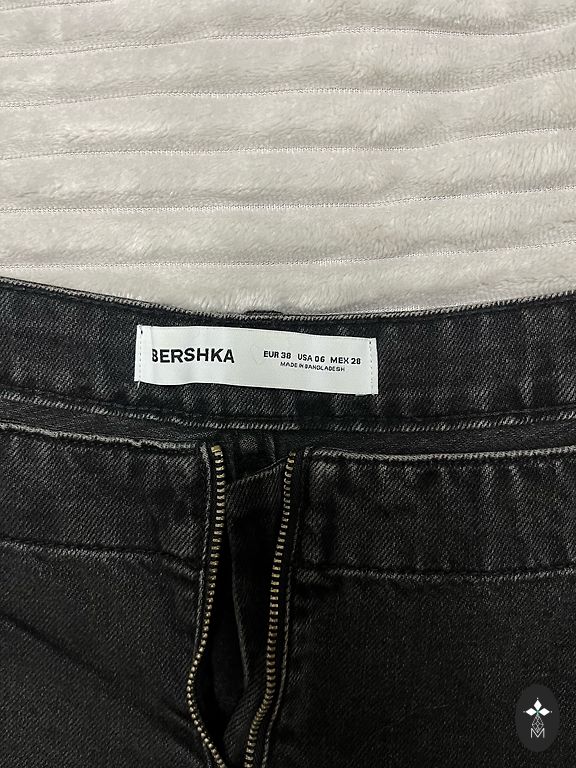 BERSHKA
EUR 38 USA 06 MEX 28
MADE IN BANGLADESH
M